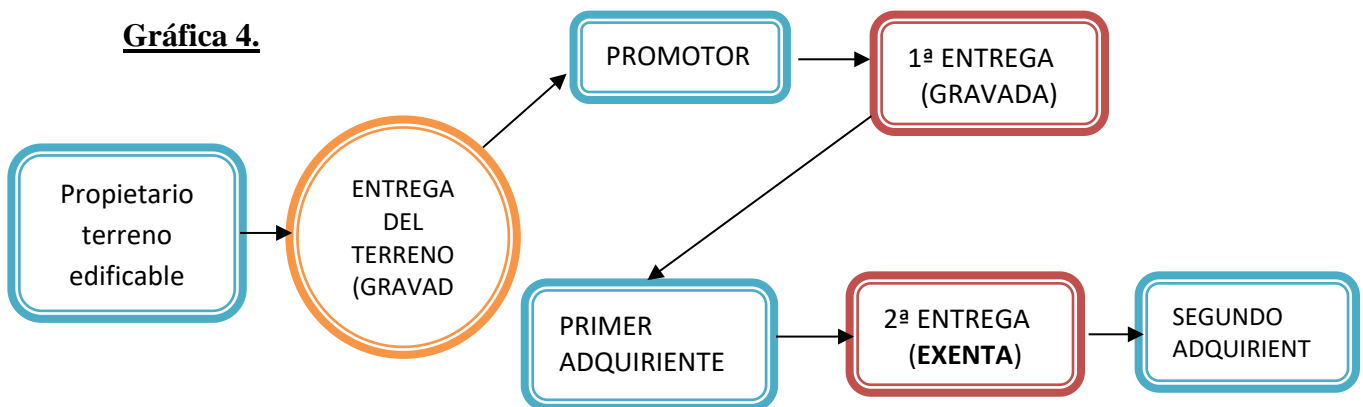 Gráfica 4.
Propietario
terreno
edificable
ENTREGA
DEL
TERRENO
(GRAVAD
PROMOTOR
1ª ENTREGA
(GRAVADA)
PRIMER
ADQUIRIENTE
2ª ENTREGA
(EXENTA)
SEGUNDO
ADQUIRIENT